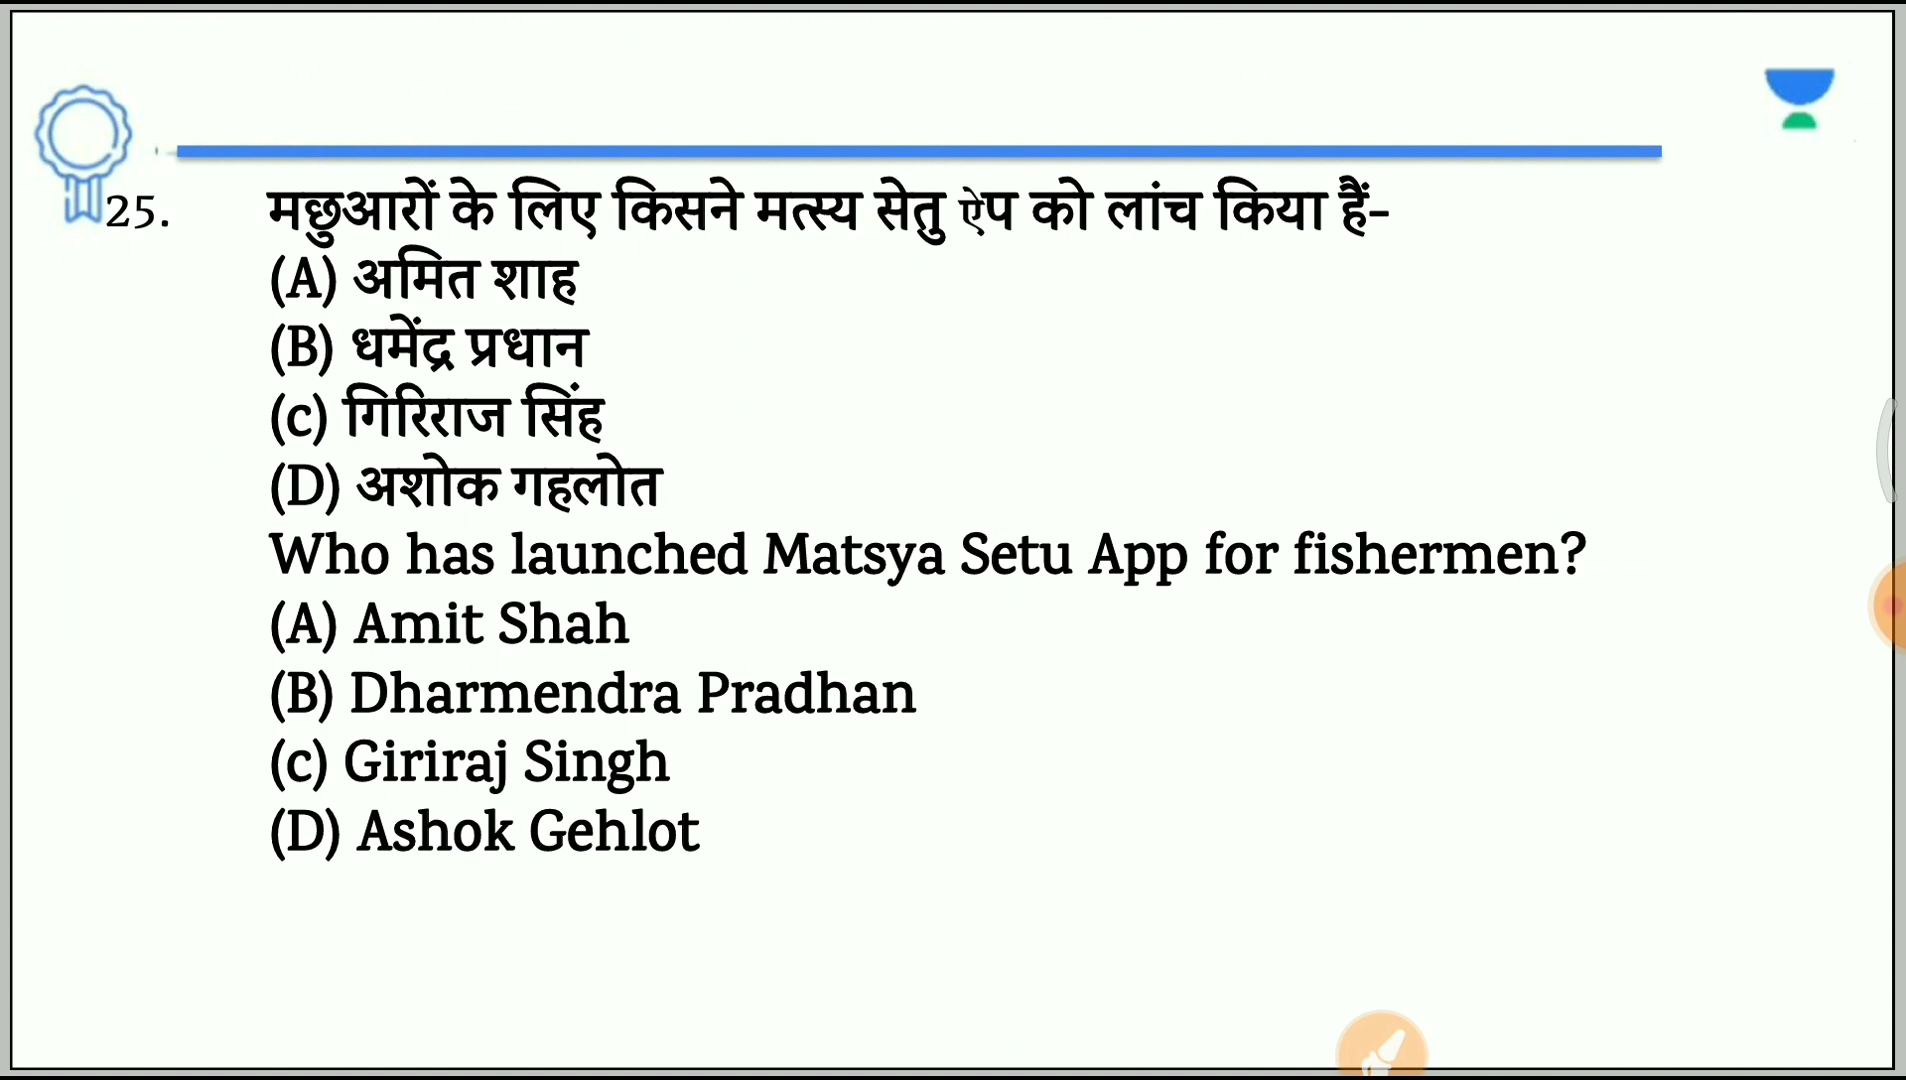 25. मछुआरों के लिए किसने मत्स्य सेतु ऐप को लांच किया हैं-
(A) अमित शाह
(B) धमेंद्र प्रधान
(c) गिरिराज सिंह
(D) अशोक गहलोत
Who has launched Matsya Setu App for fishermen?
(A) Amit Shah
(B) Dharmendra Pradhan
(c) Giriraj Singh
(D) Ashok Gehlot